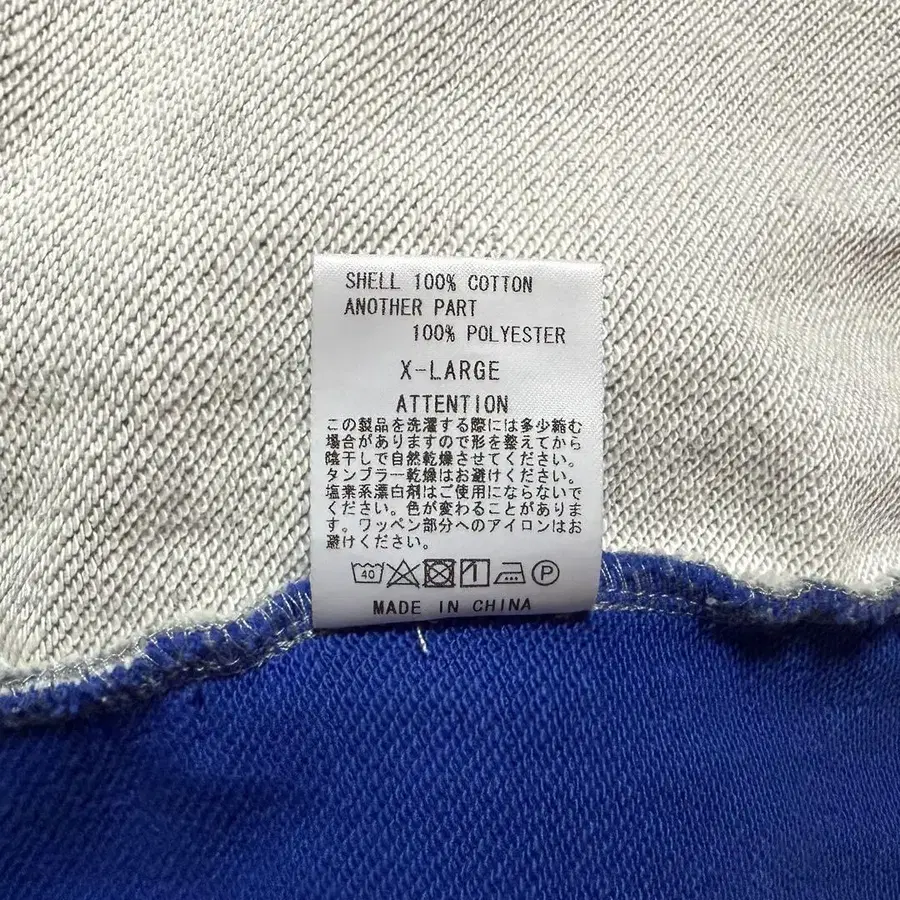 SHELL 100% COTTON
ANOTHER PART
100% POLYESTER
X-LARGE
ATTENTION
この製品を洗濯する際には多少縮む
場合がありますので形を整えてから
陰干しで自然乾燥させてください。
タンブラー乾燥はお避けください。
塩素系漂白剤はご使用にならないで
ください。色が変わることがありま
す。ワッペン部分へのアイロンはお
避けください。
40 1 P
MADE IN CHINA